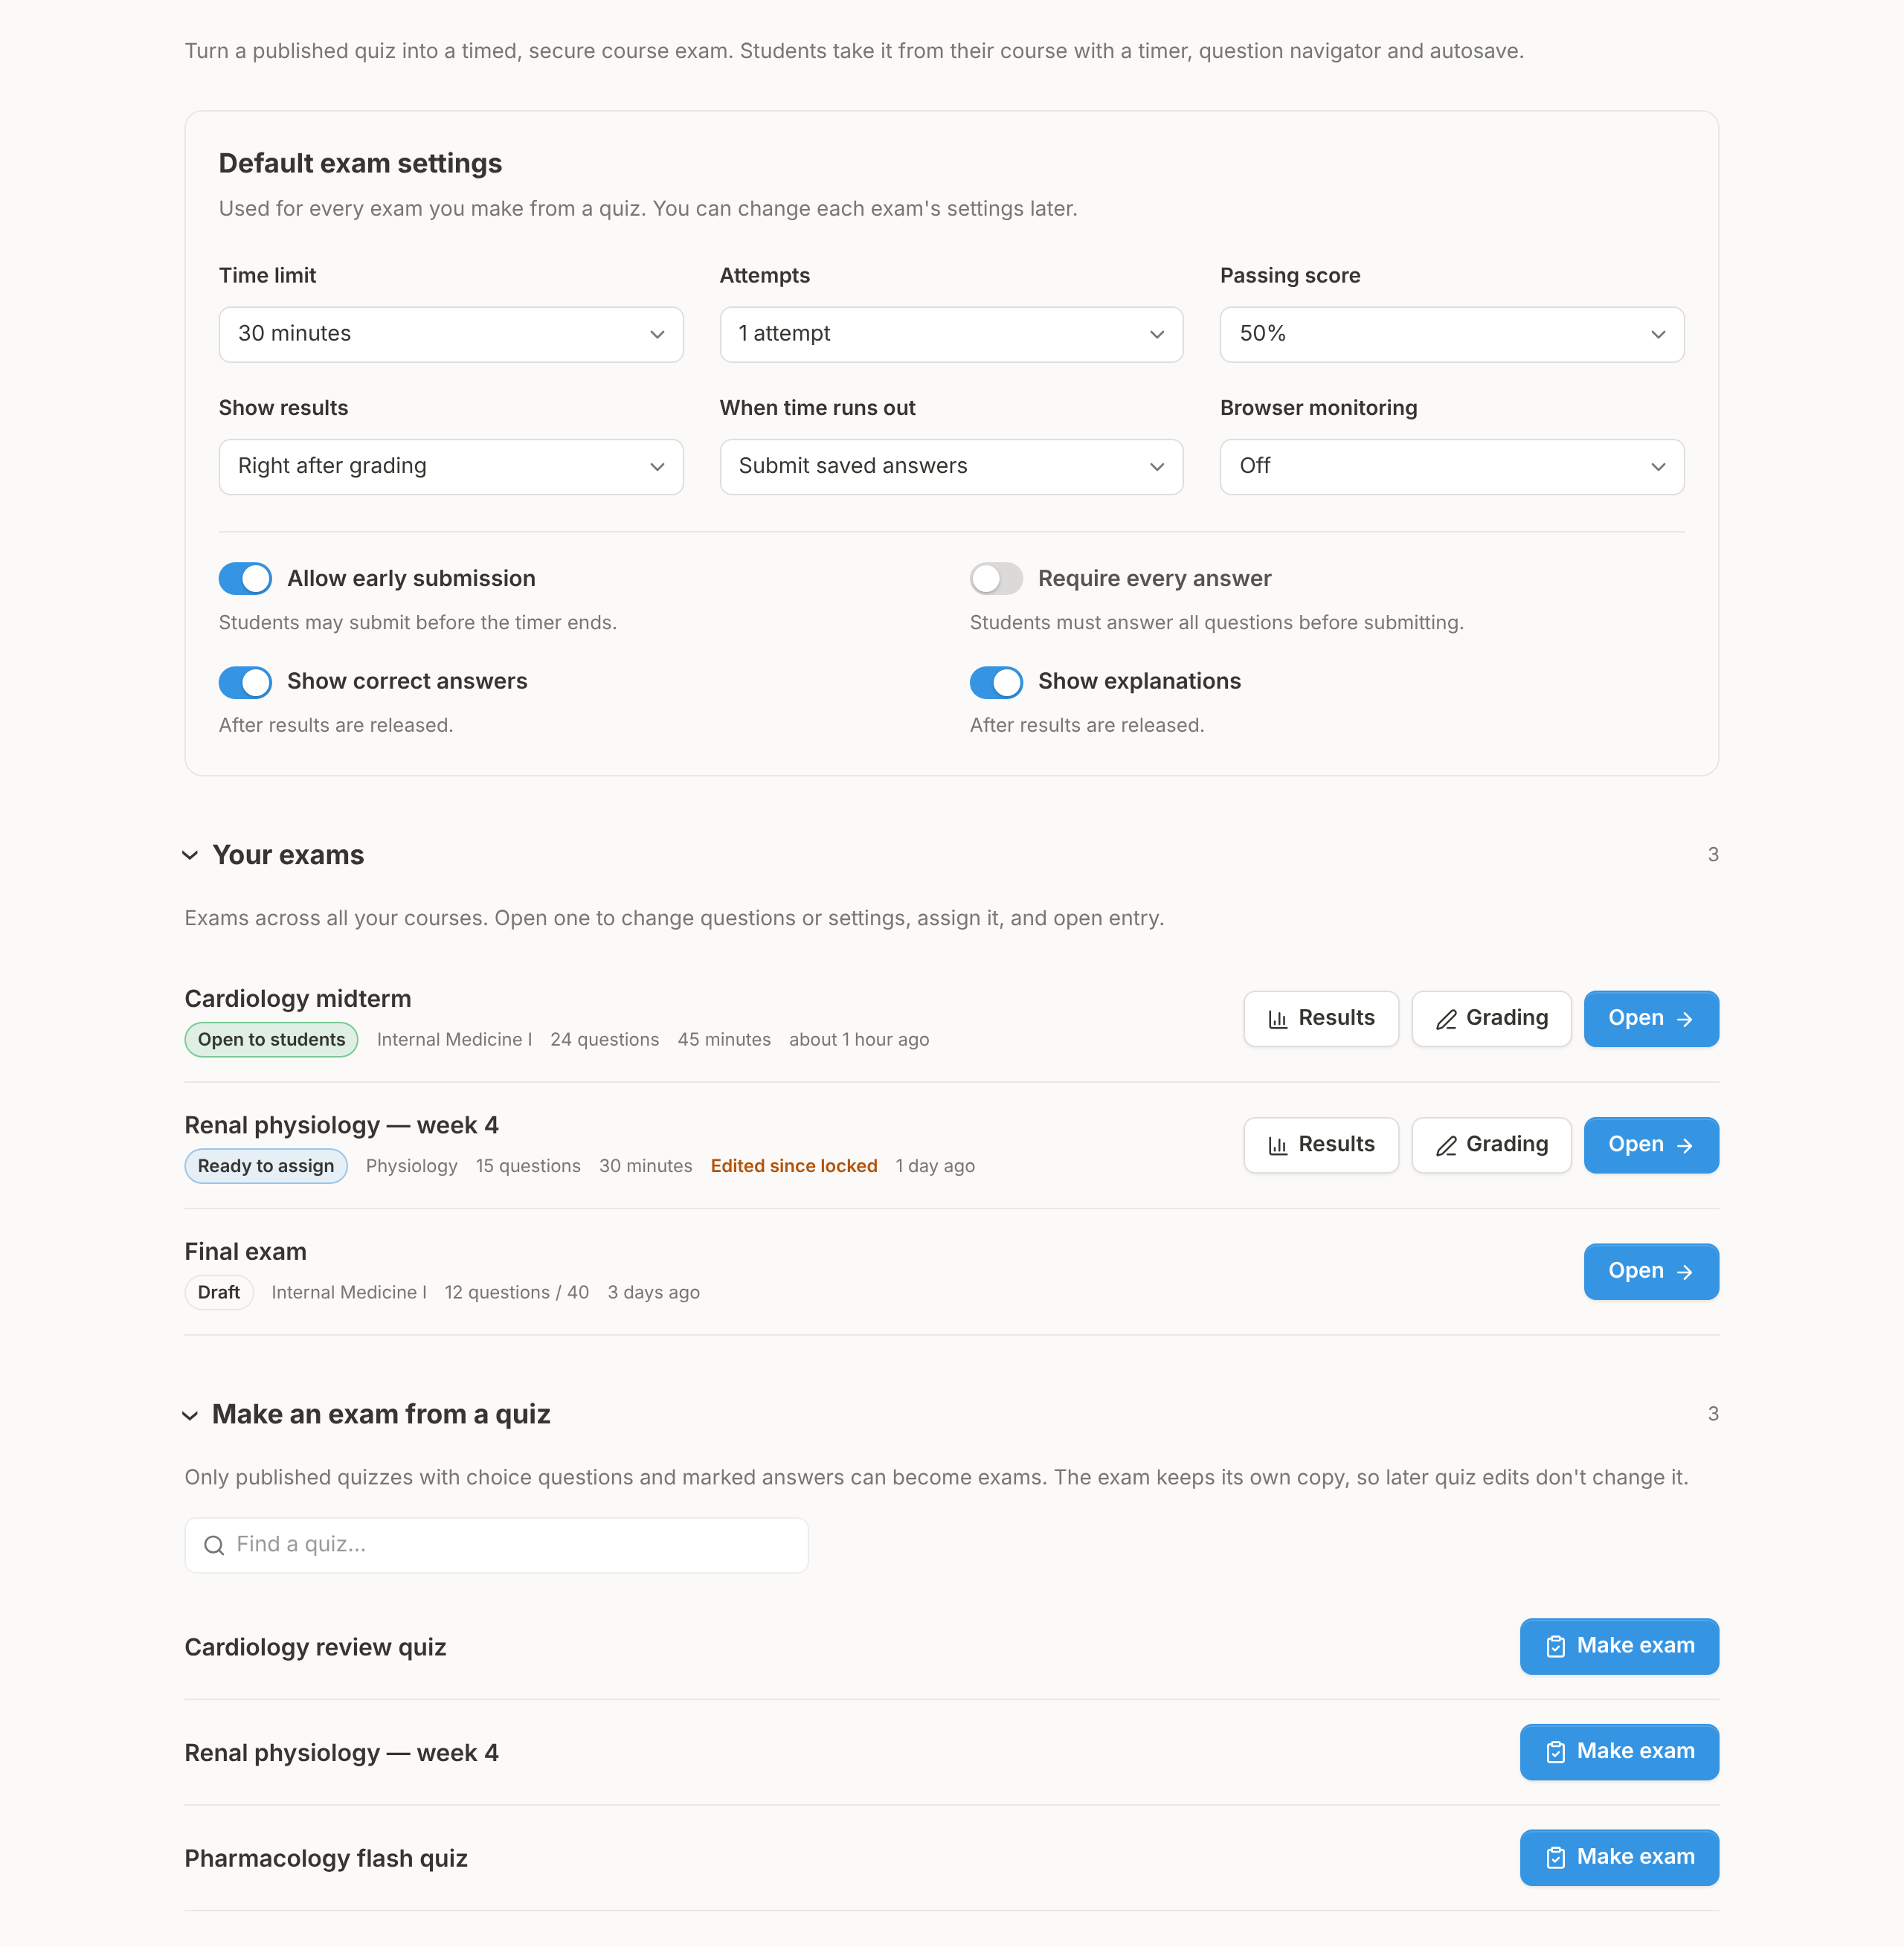 Turn a published quiz into a timed, secure course exam. Students take it from their course with a timer, question navigator and autosave.
Default exam settings
Used for every exam you make from a quiz. You can change each exam's settings later.
Time limit
Attempts
Passing score
30 minutes
1 attempt
50%
Show results
When time runs out
Browser monitoring
Right after grading
Submit saved answers
Off
Allow early submission
Require every answer
Students may submit before the timer ends.
Students must answer all questions before submitting.
Show correct answers
Show explanations
After results are released.
After results are released.
Your exams
3
Exams across all your courses. Open one to change questions or settings, assign it, and open entry.
Cardiology midterm
Open to students Internal Medicine I 24 questions 45 minutes about 1 hour ago
Results
Grading
Open
Renal physiology — week 4
Ready to assign Physiology 15 questions 30 minutes Edited since locked 1 day ago
Results
Grading
Open
Final exam
Draft Internal Medicine I 12 questions / 40 3 days ago
Open
Make an exam from a quiz
3
Only published quizzes with choice questions and marked answers can become exams. The exam keeps its own copy, so later quiz edits don't change it.
Find a quiz...
Cardiology review quiz
Make exam
Renal physiology — week 4
Make exam
Pharmacology flash quiz
Make exam